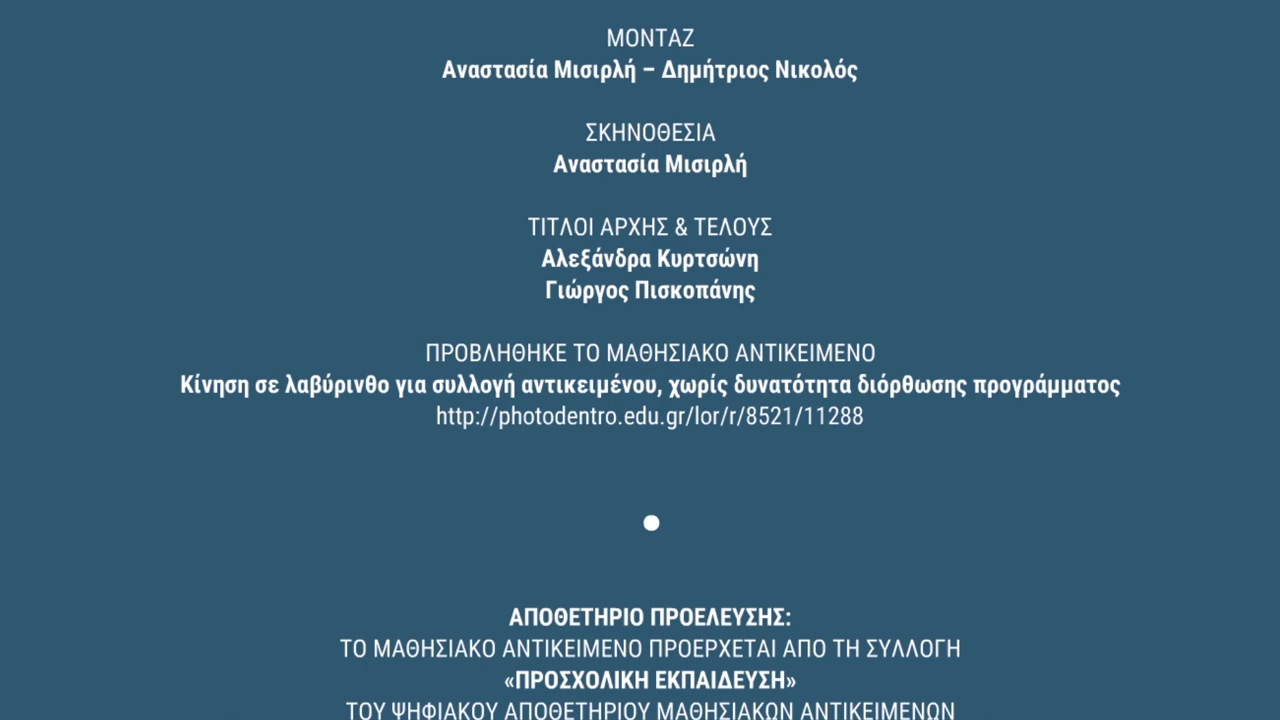 ΜΟΝΤΑΖ
Αναστασία Μισιρλή – Δημήτριος Νικολός
ΣΚΗΝΟΘΕΣΙΑ
Αναστασία Μισιρλή
ΤΙΤΛΟΙ ΑΡΧΗΣ & ΤΕΛΟΥΣ
Αλεξάνδρα Κυρτσώνη
Γιώργος Πισκοπάνης
ΠΡΟΒΛΗΘΗΚΕ ΤΟ ΜΑΘΗΣΙΑΚΟ ΑΝΤΙΚΕΙΜΕΝΟ
Κίνηση σε λαβύρινθο για συλλογή αντικειμένου, χωρίς δυνατότητα διόρθωσης προγράμματος
http://photodentro.edu.gr/lor/r/8521/11288
ΑΠΟΘΕΤΗΡΙΟ ΠΡΟΕΛΕΥΣΗΣ:
ΤΟ ΜΑΘΗΣΙΑΚΟ ΑΝΤΙΚΕΙΜΕΝΟ ΠΡΟΕΡΧΕΤΑΙ ΑΠΟ ΤΗ ΣΥΛΛΟΓΗ
«ΠΡΟΣΧΟΛΙΚΗ ΕΚΠΑΙΔΕΥΣΗ»
ΤΟΥ ΨΗΦΙΑΚΟΥ ΑΠΟΘΕΤΗΡΙΟΥ ΜΑΘΗΣΙΑΚΩΝ ΑΝΤΙΚΕΙΜΕΝΩΝ